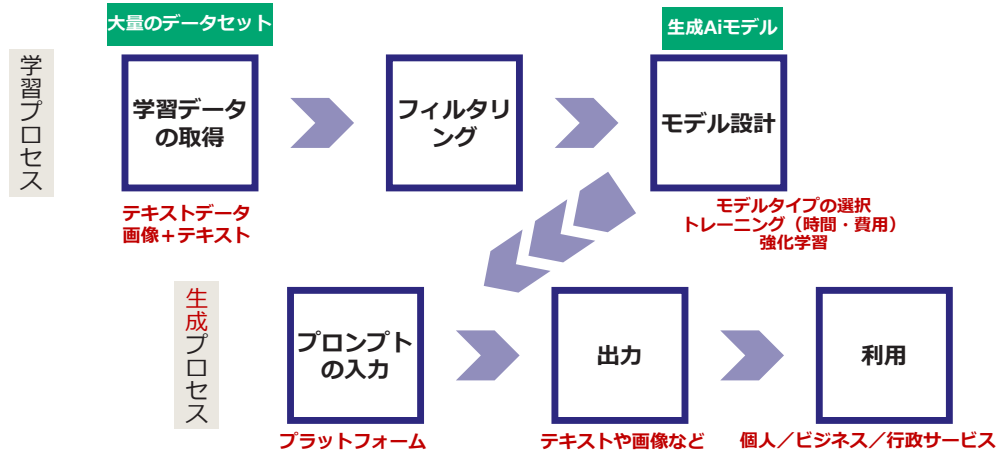 大量のデータセット
生成Aiモデル
学習プロセス
学習データ
の取得
フィルタリ
ング
モデル設計
テキストデータ
画像＋テキスト
モデルタイプの選択
トレーニング（時間・費用）
強化学習
生成プロセス
プロンプト
の入力
出力
利用
プラットフォーム
テキストや画像など
個人／ビジネス／行政サービス